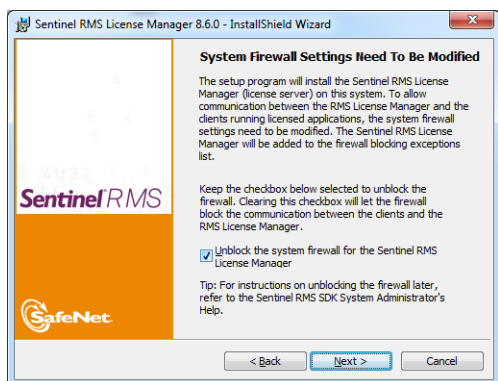 Sentinel RMS License Manager 8.6.0 - InstallShield Wizard
System Firewall Settings Need To Be Modified
The setup program will install the Sentinel RMS License
Manager (license server) on this system. To allow
communication between the RMS License Manager and the
clients running licensed applications, the system firewall
settings need to be modified. The Sentinel RMS License
Manager will be added to the firewall blocking exceptions
list.
Keep the checkbox below selected to unblock the
firewall. Clearing this checkbox will let the firewall
block the communication between the clients and the
RMS License Manager.
Unblock the system firewall for the Sentinel RMS
License Manager
Tip: For instructions on unblocking the firewall later,
refer to the Sentinel RMS SDK System Administrator's
Help.
Sentinel RMS
SafeNet.
< Back
Next >
Cancel